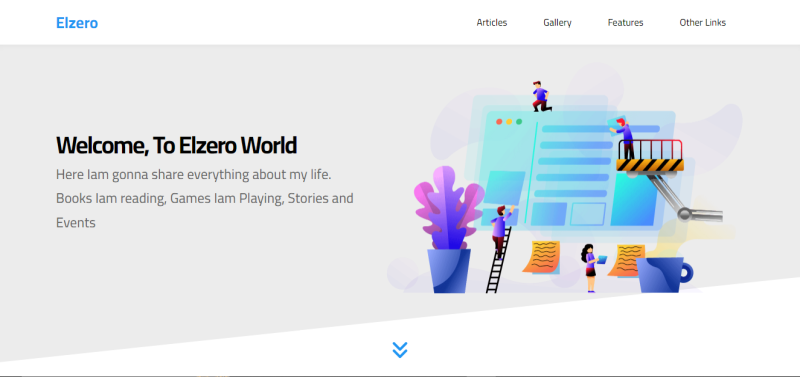 Elzero
Articles
Gallery
Features
Other Links
Welcome, To Elzero World
Here Iam gonna share everything about my life.
Books Iam reading, Games Iam Playing, Stories and
Events